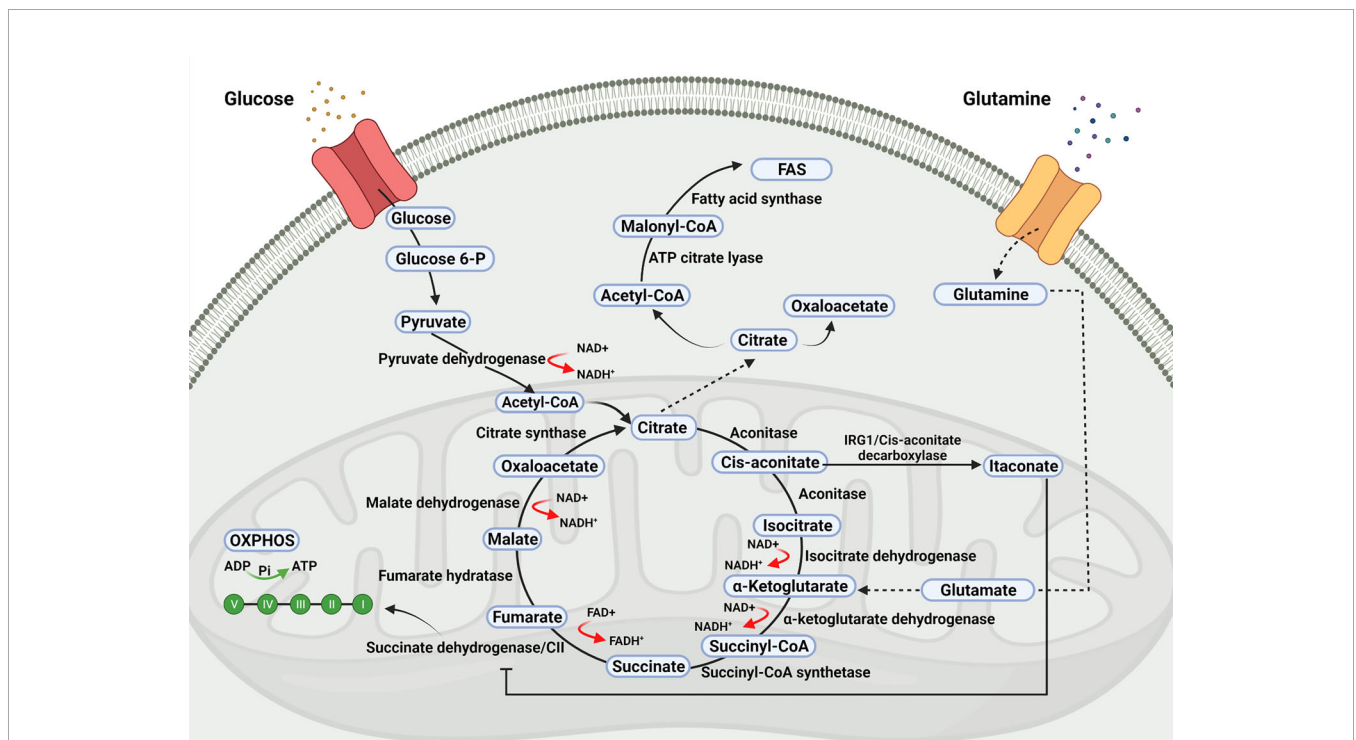 Glucose
Glutamine
FAS
Fatty acid synthase
Glucose
Malonyl-CoA
Glucose 6-P
ATP citrate lyase
Acetyl-CoA
Glutamine
Oxaloacetate
Pyruvate
Citrate
Pyruvate dehydrogenase
NAD+
NADH⁺
Acetyl-CoA
Citrate synthase
Citrate
Aconitase
IRG1/Cis-aconitate
decarboxylase
Oxaloacetate
Cis-aconitate
Itaconate
Malate dehydrogenase
NAD+
NADH⁺
Aconitase
Isocitrate
Malate
OXPHOS
NAD+
NADH⁺
Isocitrate dehydrogenase
ADP
Pi
ATP
Fumarate hydratase
α-Ketoglutarate
Glutamate
V
IV
III
II
I
Fumarate
FAD+
FADH⁺
NAD+
NADH⁺
α-ketoglutarate dehydrogenase
Succinate dehydrogenase/CII
Succinyl-CoA
Succinate
Succinyl-CoA synthetase